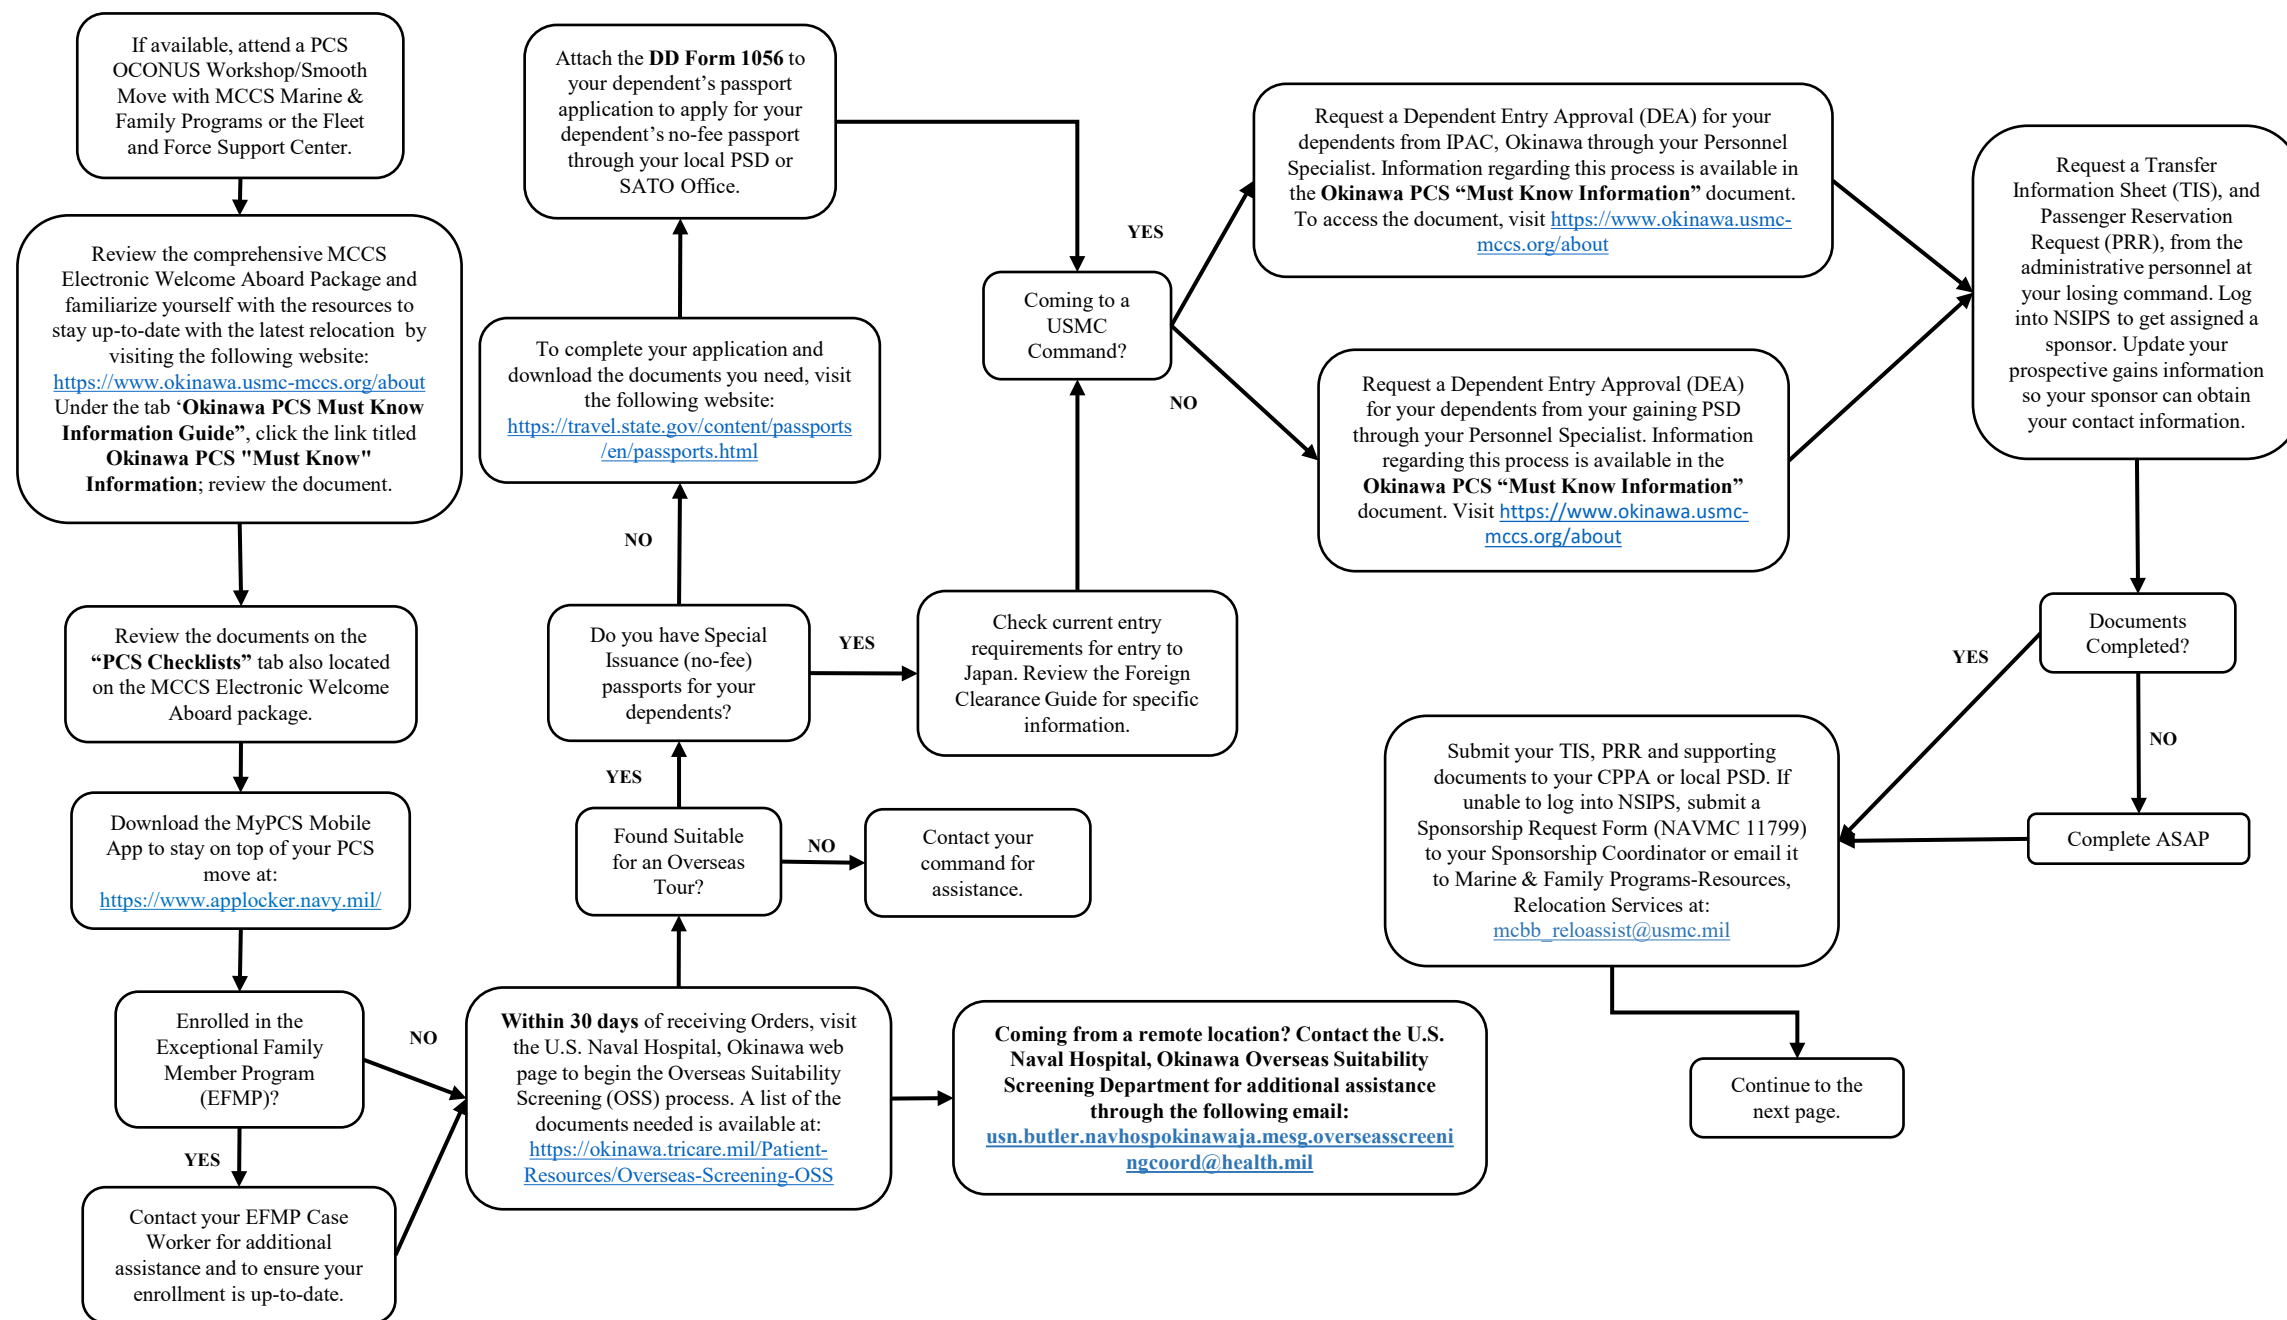 If available, attend a PCS
OCONUS Workshop/Smooth
Move with MCCS Marine &
Family Programs or the Fleet
and Force Support Center.
Review the comprehensive MCCS
Electronic Welcome Aboard Package and
familiarize yourself with the resources to
stay up-to-date with the latest relocation by
visiting the following website:
https://www.okinawa.usmc-mccs.org/about
Under the tab ‘Okinawa PCS Must Know
Information Guide”, click the link titled
Okinawa PCS "Must Know"
Information; review the document.
Review the documents on the
“PCS Checklists” tab also located
on the MCCS Electronic Welcome
Aboard package.
Download the MyPCS Mobile
App to stay on top of your PCS
move at:
https://www.applocker.navy.mil/
Enrolled in the
Exceptional Family
Member Program
(EFMP)?
NO
YES
Contact your EFMP Case
Worker for additional
assistance and to ensure your
enrollment is up-to-date.
Within 30 days of receiving Orders, visit
the U.S. Naval Hospital, Okinawa web
page to begin the Overseas Suitability
Screening (OSS) process. A list of the
documents needed is available at:
https://okinawa.tricare.mil/Patient-
Resources/Overseas-Screening-OSS
Coming from a remote location? Contact the U.S.
Naval Hospital, Okinawa Overseas Suitability
Screening Department for additional assistance
through the following email:
usn.butler.navhospokinawaja.mesg.overseasscreeni
ngcoord@health.mil
Found Suitable
for an Overseas
Tour?
NO
Contact your
command for
assistance.
YES
Do you have Special
Issuance (no-fee)
passports for your
dependents?
YES
Check current entry
requirements for entry to
Japan. Review the Foreign
Clearance Guide for specific
information.
NO
To complete your application and
download the documents you need, visit
the following website:
https://travel.state.gov/content/passports
/en/passports.html
Attach the DD Form 1056 to
your dependent’s passport
application to apply for your
dependent’s no-fee passport
through your local PSD or
SATO Office.
Coming to a
USMC
Command?
YES
Request a Dependent Entry Approval (DEA) for your
dependents from IPAC, Okinawa through your Personnel
Specialist. Information regarding this process is available in
the Okinawa PCS “Must Know Information” document.
To access the document, visit https://www.okinawa.usmc-
mccs.org/about
NO
Request a Dependent Entry Approval (DEA)
for your dependents from your gaining PSD
through your Personnel Specialist. Information
regarding this process is available in the
Okinawa PCS “Must Know Information”
document. Visit https://www.okinawa.usmc-
mccs.org/about
Request a Transfer
Information Sheet (TIS), and
Passenger Reservation
Request (PRR), from the
administrative personnel at
your losing command. Log
into NSIPS to get assigned a
sponsor. Update your
prospective gains information
so your sponsor can obtain
your contact information.
Documents
Completed?
YES
NO
Complete ASAP
Submit your TIS, PRR and supporting
documents to your CPPA or local PSD. If
unable to log into NSIPS, submit a
Sponsorship Request Form (NAVMC 11799)
to your Sponsorship Coordinator or email it
to Marine & Family Programs-Resources,
Relocation Services at:
mcbb_reloassist@usmc.mil
Continue to the
next page.